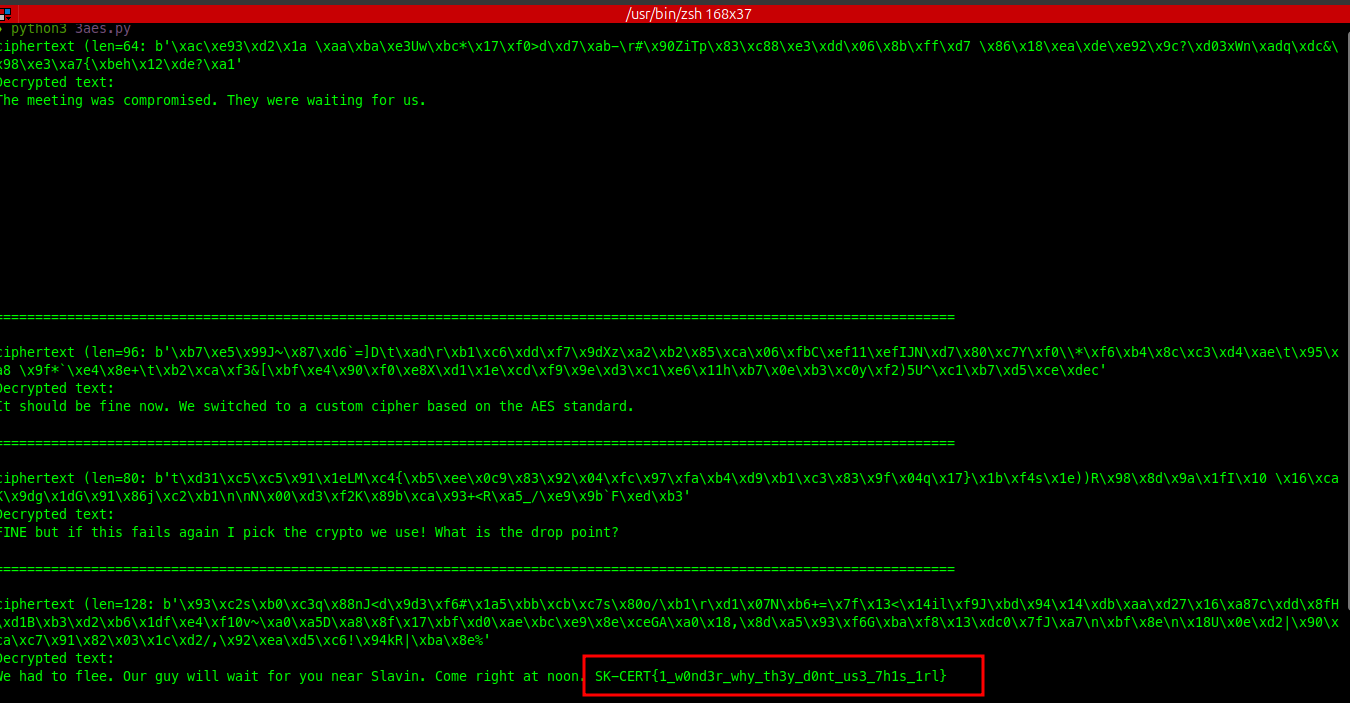 /usr/bin/zsh 168x37
python3 3aes.py
ciphertext (len=64: b'\xac\xe93\xd2\x1a \xaa\xba\xe3Uw\xbc*\x17\xf0>d\xd7\xab-\r#\x90ZiTp\x83\xc88\xe3\xdd\x06\x8b\xff\xd7 \x86\x18\xea\xde\xe92\x9c?\xd03xWn\xadq\xdc&\
x98\xe3\xa7{\xbeh\x12\xde?\xa1'
Decrypted text:
The meeting was compromised. They were waiting for us.
=======================================================================================================================
ciphertext (len=96: b'\xb7\xe5\x99J~\x87\xd6`=]D\t\xad\r\xb1\xc6\xdd\xf7\x9dXz\xa2\xb2\x85\xca\x06\xfbC\xef11\xefIJN\xd7\x80\xc7Y\xf0\\*\xf6\xb4\x8c\xc3\xd4\xae\t\x95\x
a8 \x9f*`\xe4\x8e+\t\xb2\xca\xf3&[\xbf\xe4\x90\xf0\xe8X\xd1\x1e\xcd\xf9\x9e\xd3\xc1\xe6\x11h\xb7\x0e\xb3\xc0y\xf2)5U^\xc1\xb7\xd5\xce\xdec'
Decrypted text:
It should be fine now. We switched to a custom cipher based on the AES standard.
=======================================================================================================================
ciphertext (len=80: b't\xd31\xc5\xc5\x91\x1eLM\xc4{\xb5\xee\x0c9\x83\x92\x04\xfc\x97\xfa\xb4\xd9\xb1\xc3\x83\x9f\x04q\x17}\x1b\xf4s\x1e))R\x98\x8d\x9a\x1fI\x10 \x16\xca
K\x9dg\x1dG\x91\x86j\xc2\xb1\n\nN\x00\xd3\xf2K\x89b\xca\x93+<R\xa5_/\xe9\x9b`F\xed\xb3'
Decrypted text:
FINE but if this fails again I pick the crypto we use! What is the drop point?
=======================================================================================================================
ciphertext (len=128: b'\x93\xc2s\xb0\xc3q\x88nJ<d\x9d3\xf6#\x1a5\xbb\xcb\xc7s\x80o/\xb1\r\xd1\x07N\xb6+=\x7f\x13<\x14il\xf9J\xbd\x94\x14\xdb\xaa\xd27\x16\xa87c\xdd\x8fH
\xd1B\xb3\xd2\xb6\x1df\xe4\xf10v~\xa0\xa5D\xa8\x8f\x17\xbf\xd0\xae\xbc\xe9\x8e\xceGA\xa0\x18,\x8d\xa5\x93\xf6G\xba\xf8\x13\xdc0\x7fJ\xa7\n\xbf\x8e\n\x18U\x0e\xd2|\x90\x
ca\xc7\x91\x82\x03\x1c\xd2/,\x92\xea\xd5\xc6!\x94kR|\xba\x8e%'
Decrypted text:
We had to flee. Our guy will wait for you near Slavin. Come right at noon. SK-CERT{1_w0nd3r_why_th3y_d0nt_us3_7h1s_1rl}